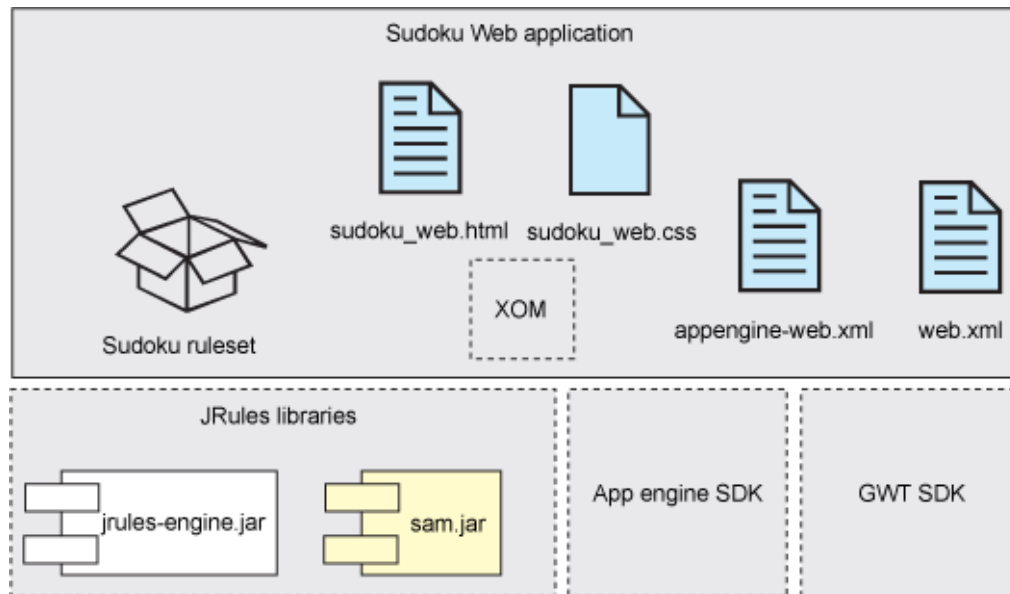 Sudoku Web application
sudoku_web.html
sudoku_web.css
Sudoku ruleset
XOM
appengine-web.xml
web.xml
JRules libraries
jrules-engine.jar
sam.jar
App engine SDK
GWT SDK